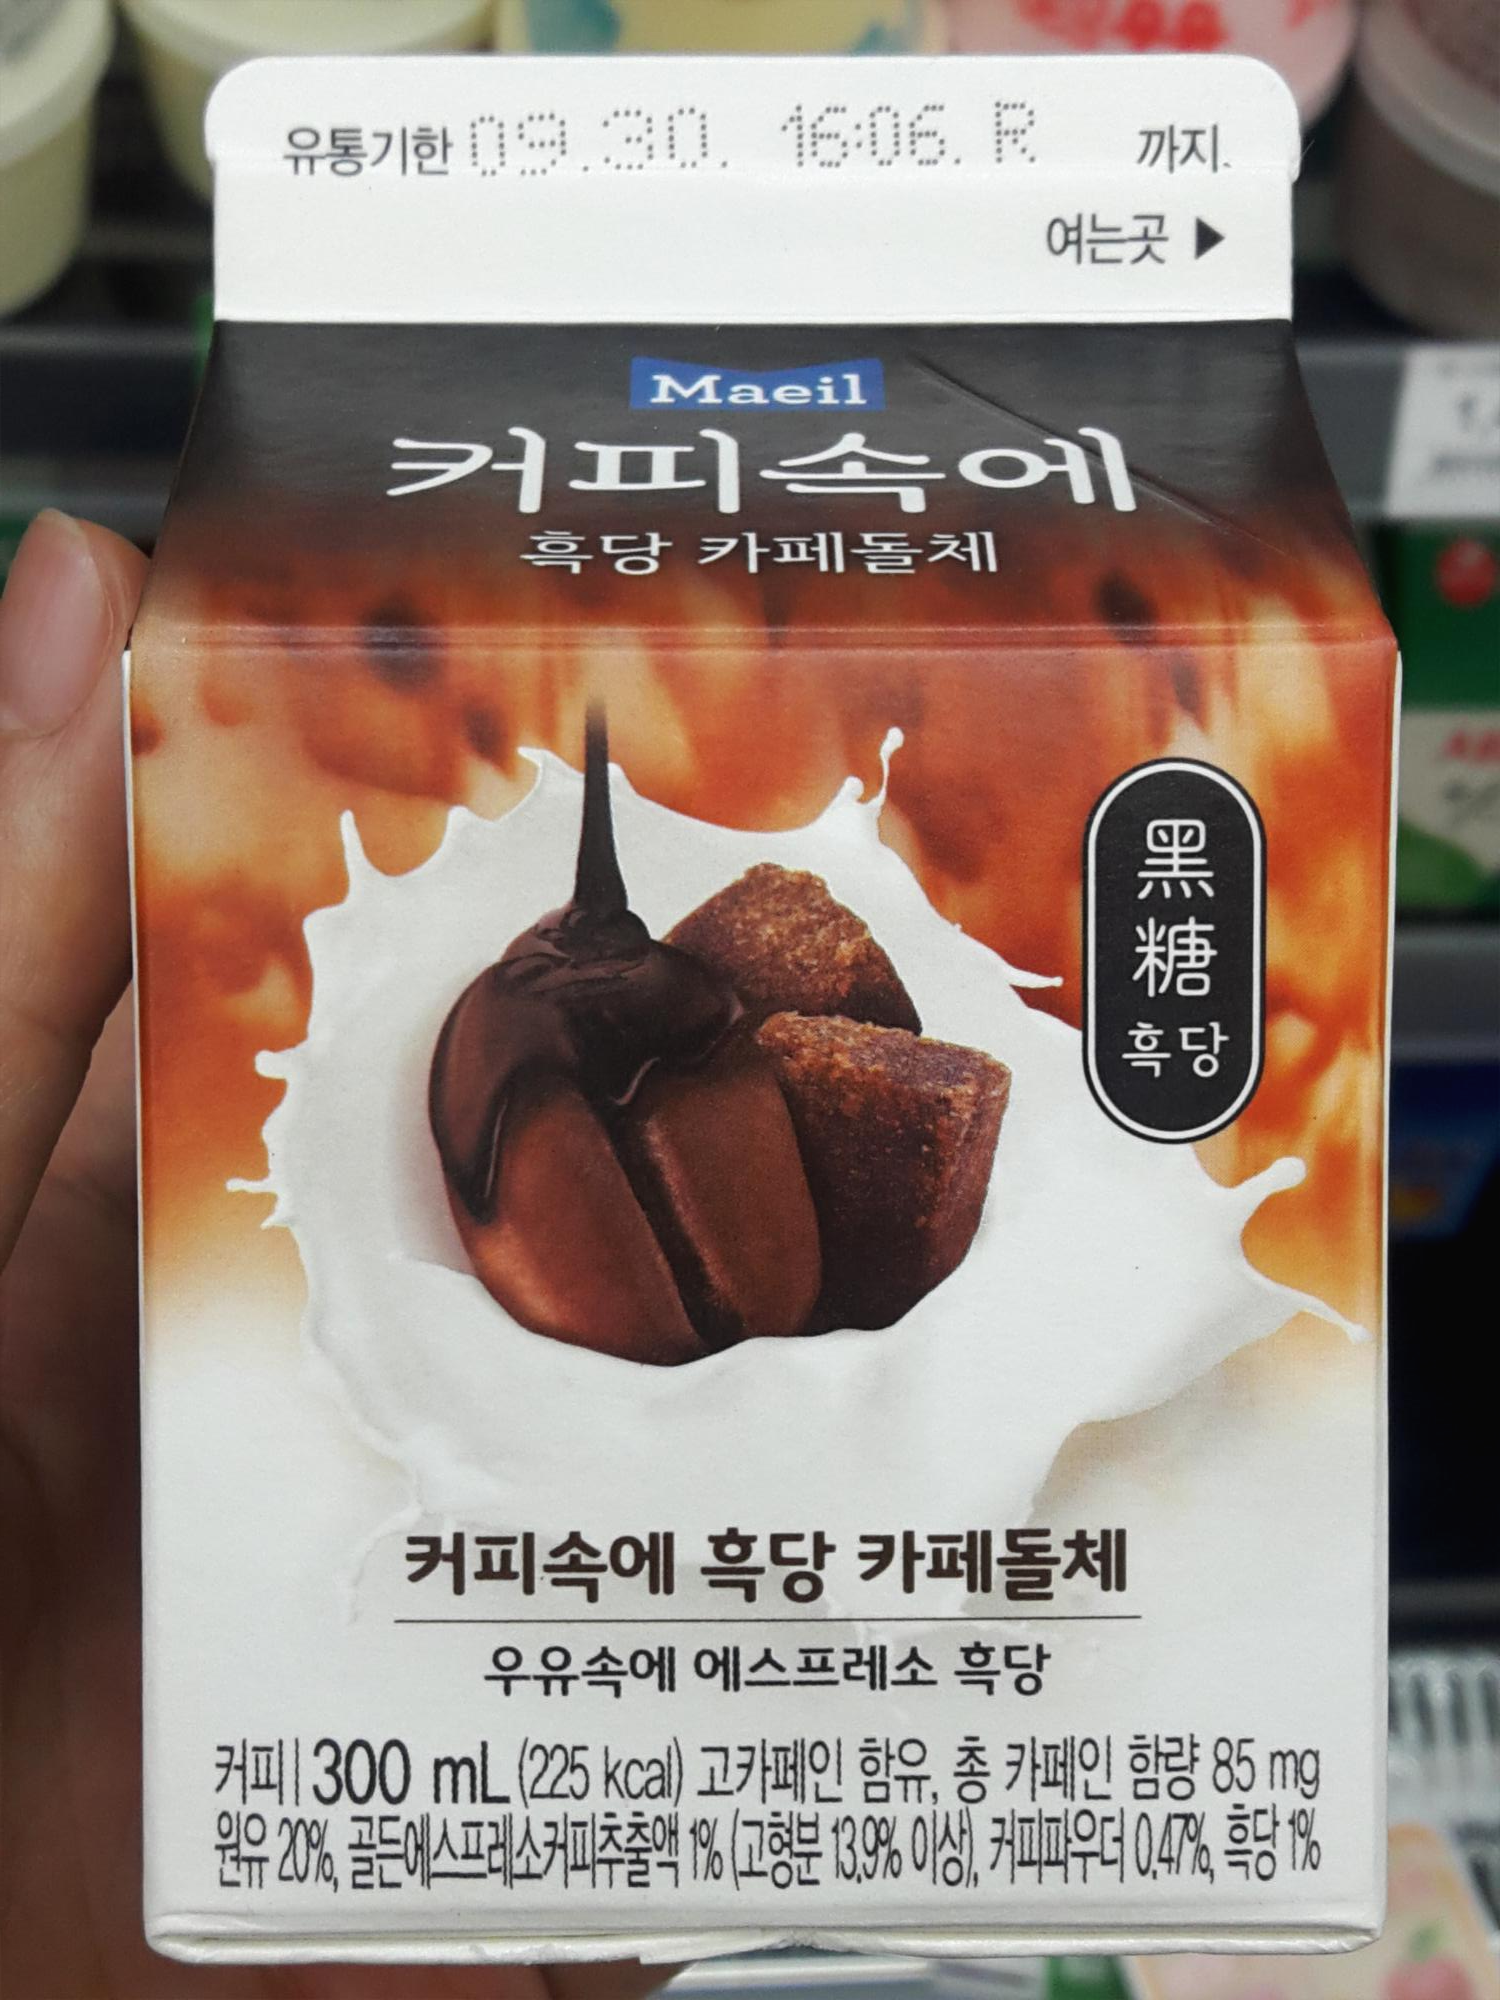 유통기한 09.30. 16:06. R 까지.
여는곳 ▶
Maeil
커피속에
흑당 카페돌체
黑
糖
흑당
커피속에 흑당 카페돌체
우유속에 에스프레소 흑당
커피 | 300 mL (225 kcal) 고카페인 함유, 총 카페인 함량 85 mg
원유 20%, 골든에스프레소커피추출액 1% (고형분 13.9% 이상), 커피파우더 0.47%, 흑당 1%